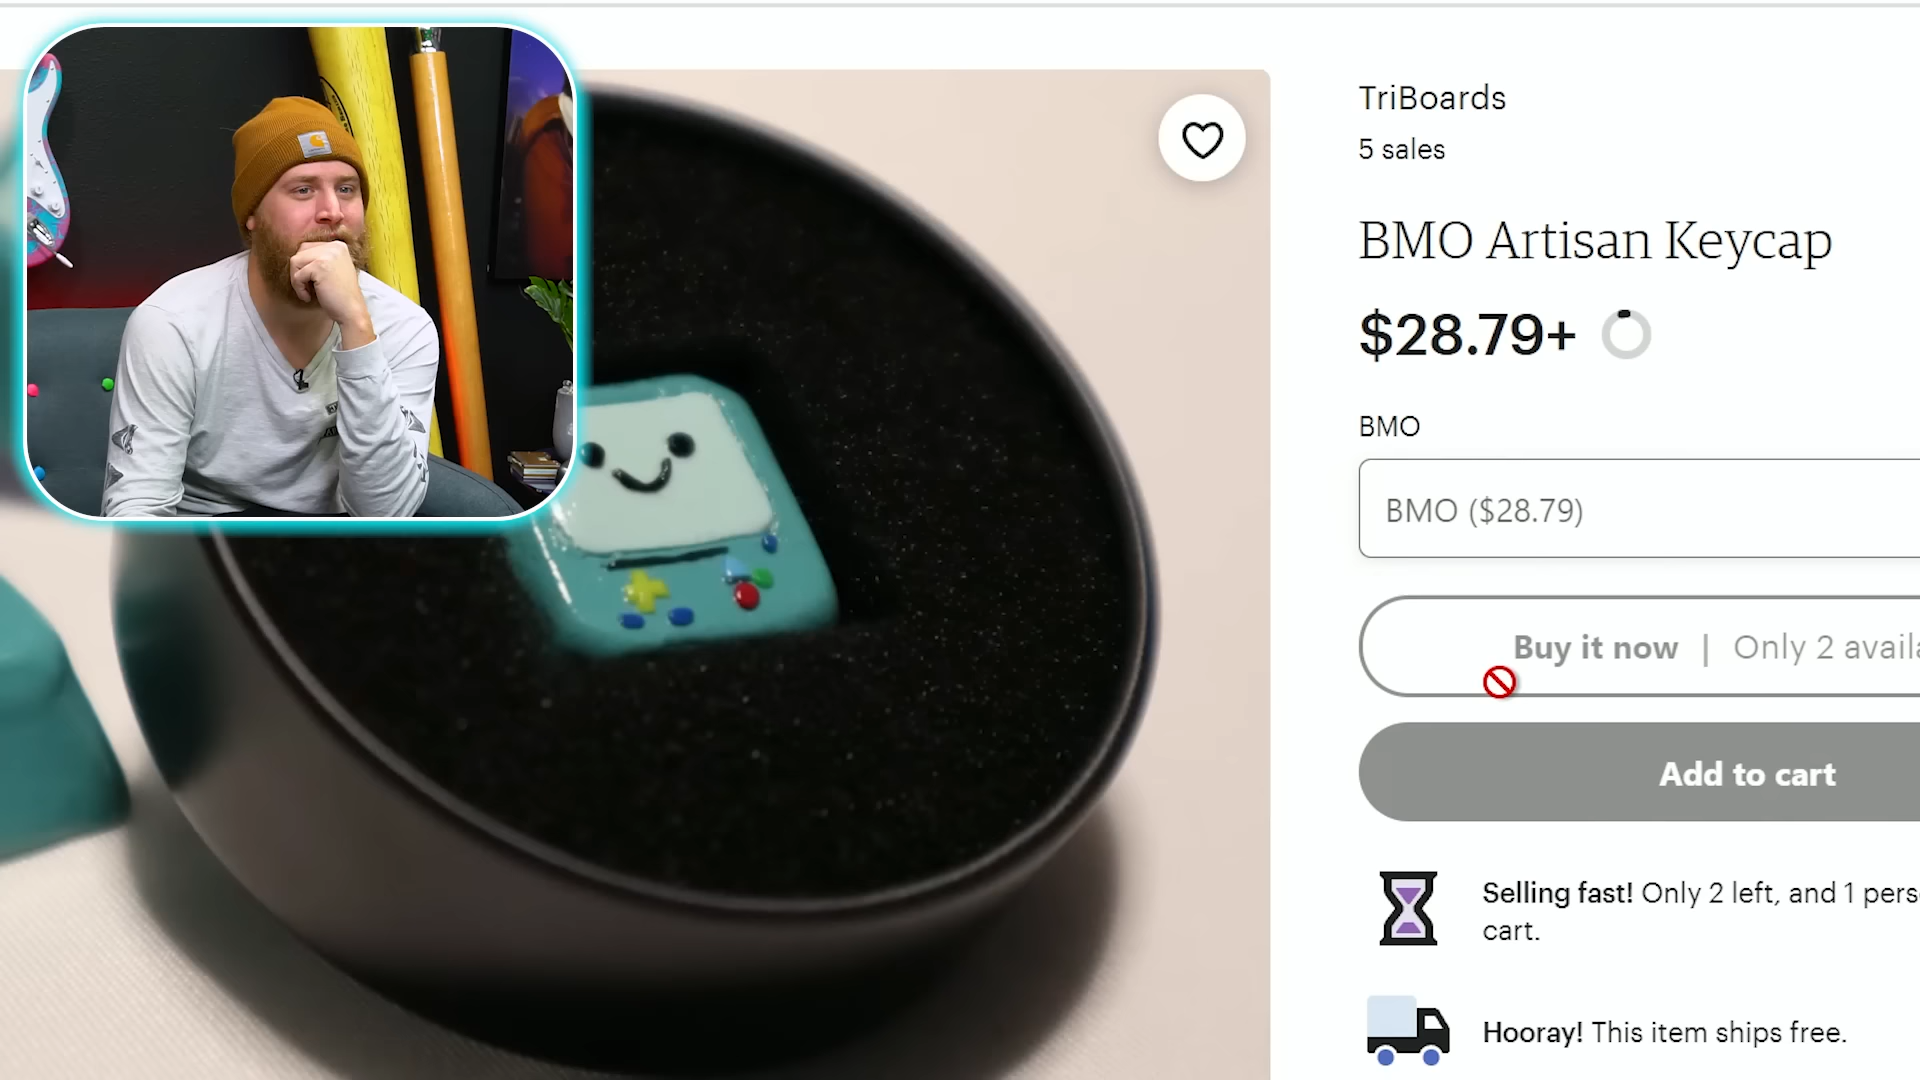 TriBoards
5 sales
BMO Artisan Keycap
$28.79+
BMO
BMO ($28.79)
Buy it now | Only 2 availa
Add to cart
Selling fast! Only 2 left, and 1 pers
cart.
Hooray! This item ships free.